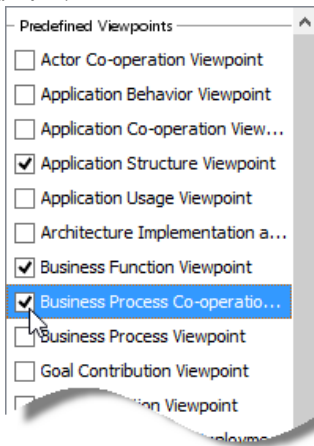 Predefined Viewpoints
Actor Co-operation Viewpoint
Application Behavior Viewpoint
Application Co-operation View...
Application Structure Viewpoint
Application Usage Viewpoint
Architecture Implementation a...
Business Function Viewpoint
Business Process Co-operatio...
Business Process Viewpoint
Goal Contribution Viewpoint
Viewpoint